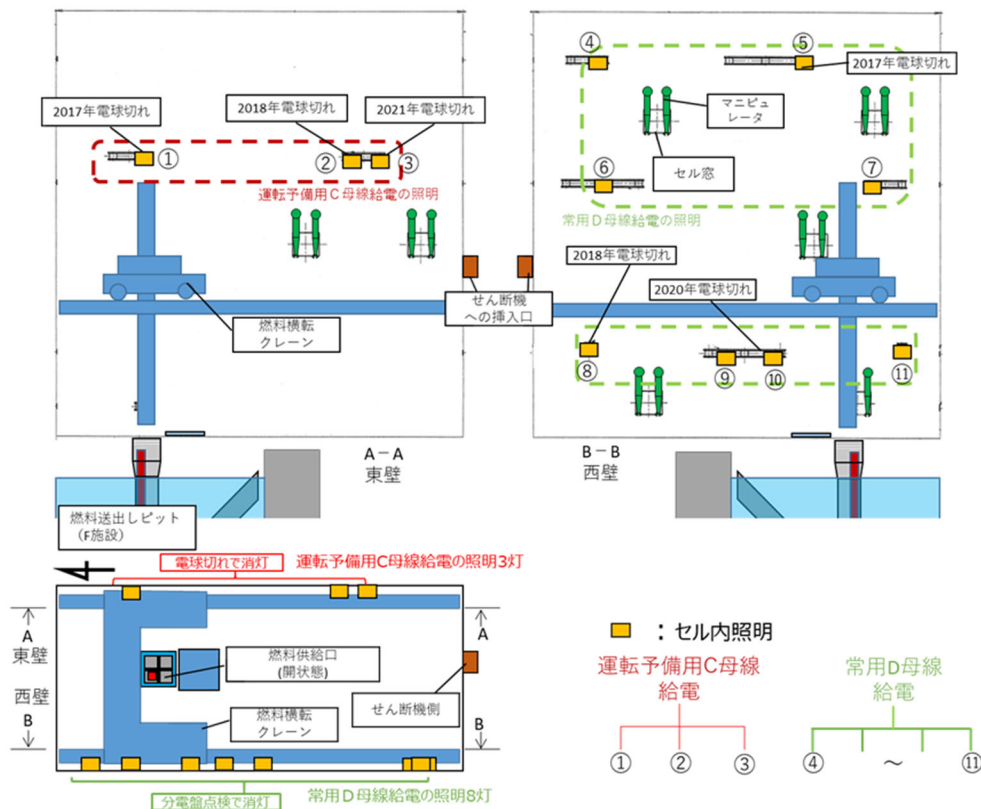 2017年電球切れ
2018年電球切れ
2021年電球切れ
①
②
③
運転予備用C母線給電の照明
燃料横転
クレーン
せん断機
への挿入口
A-A
東壁
燃料送出しピット
（F施設）
④
⑤
2017年電球切れ
マニピュ
レータ
セル窓
⑥
⑦
常用D母線給電の照明
2018年電球切れ
2020年電球切れ
⑧
⑨
⑩
⑪
B-B
西壁
電球切れで消灯
運転予備用C母線給電の照明3灯
A
東壁
西壁
B
燃料供給口
(開状態)
燃料横転
クレーン
せん断機側
A
B
分電盤点検で消灯
常用D母線給電の照明8灯
：セル内照明
運転予備用C母線
給電
①
②
③
常用D母線
給電
④
～
⑪